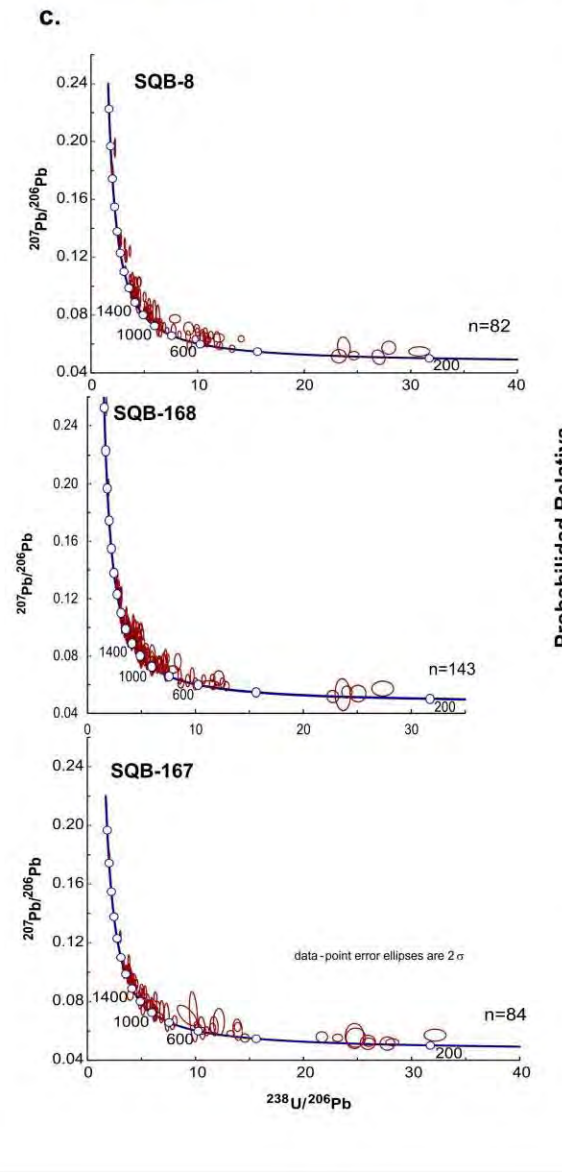 c.
SQB-8
0.24
0.20
0.16
0.12
0.08
0.04
²⁰⁷Pb/²⁰⁶Pb
1400
1000
600
200
n=82
0 10 20 30 40
SQB-168
0.24
0.20
0.16
0.12
0.08
0.04
²⁰⁷Pb/²⁰⁶Pb
1400
1000
600
200
n=143
0 10 20 30
SQB-167
0.24
0.20
0.16
0.12
0.08
0.04
²⁰⁷Pb/²⁰⁶Pb
data-point error ellipses are 2 σ
1400
1000
600
200
n=84
0 10 20 30 40
²³⁸U/²⁰⁶Pb
Probabilided Relative